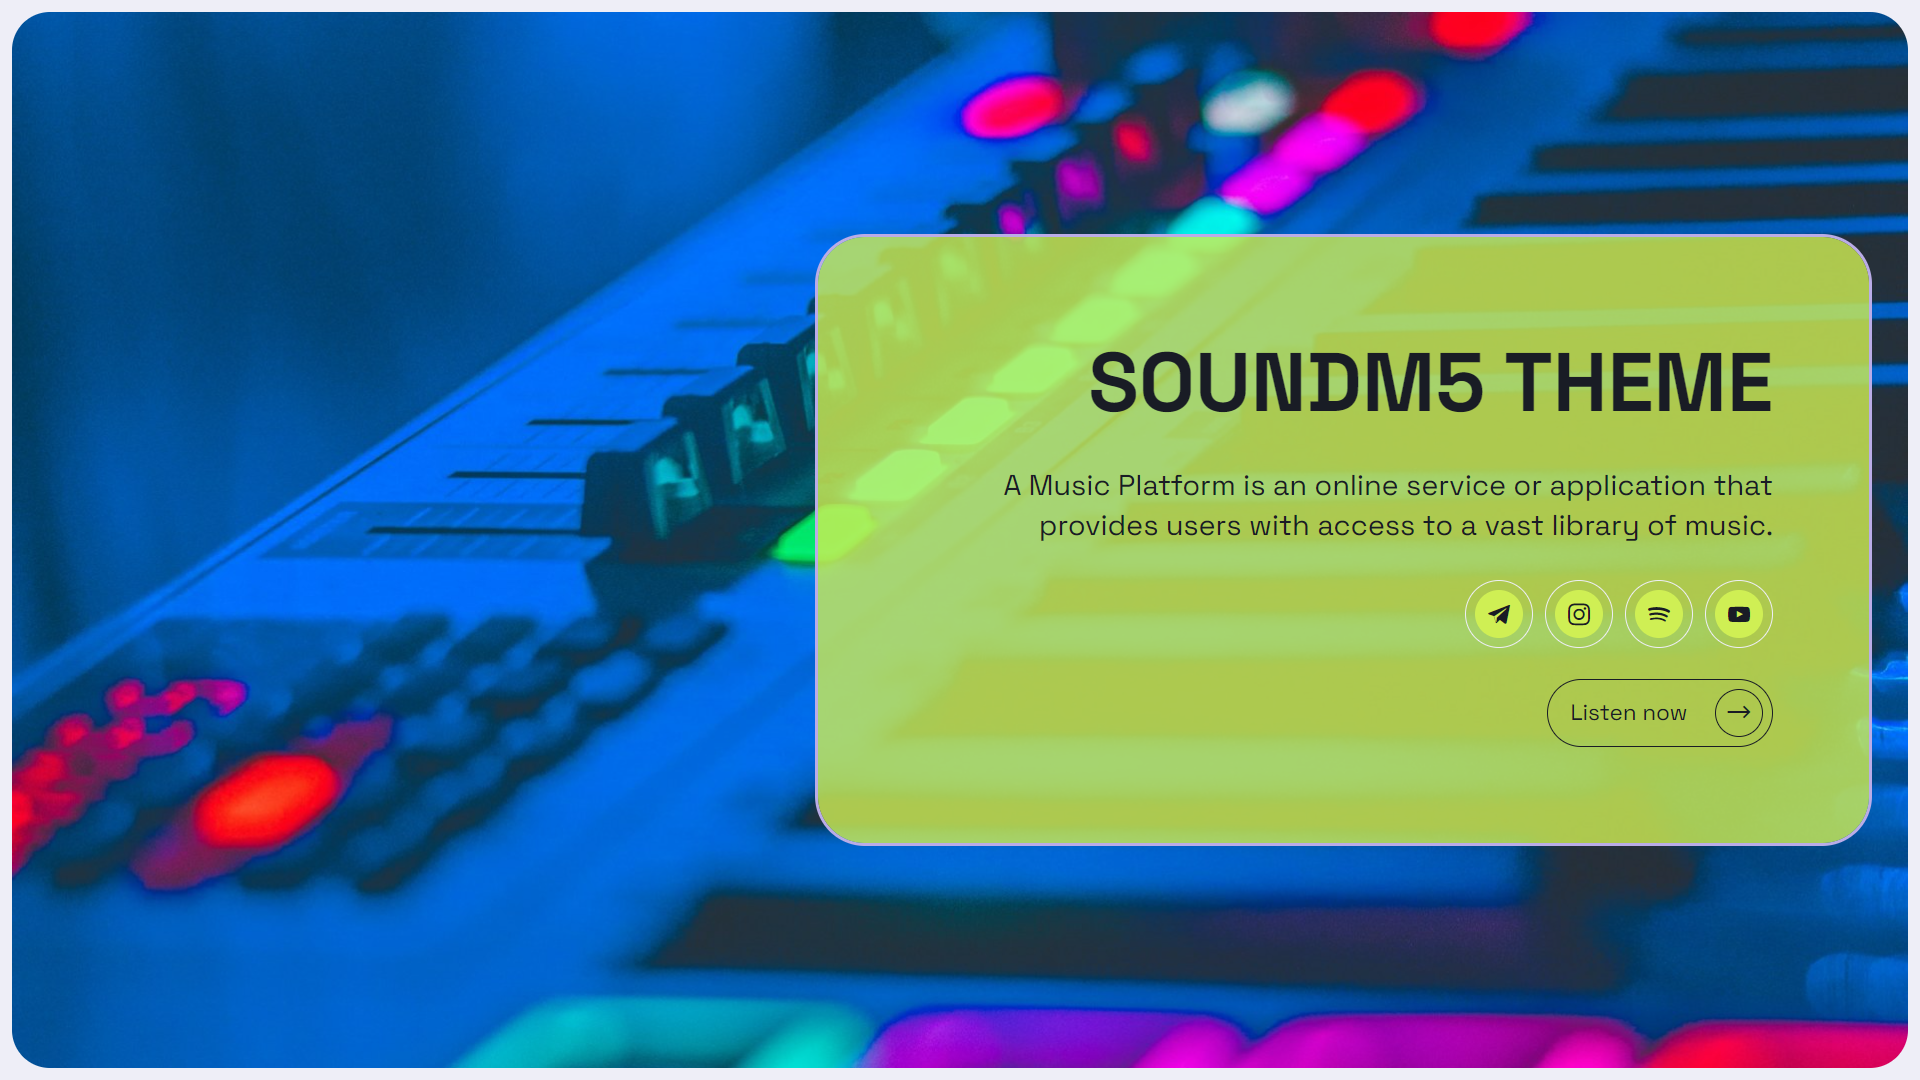 SOUNDM5 THEME
A Music Platform is an online service or application that
provides users with access to a vast library of music.
Listen now